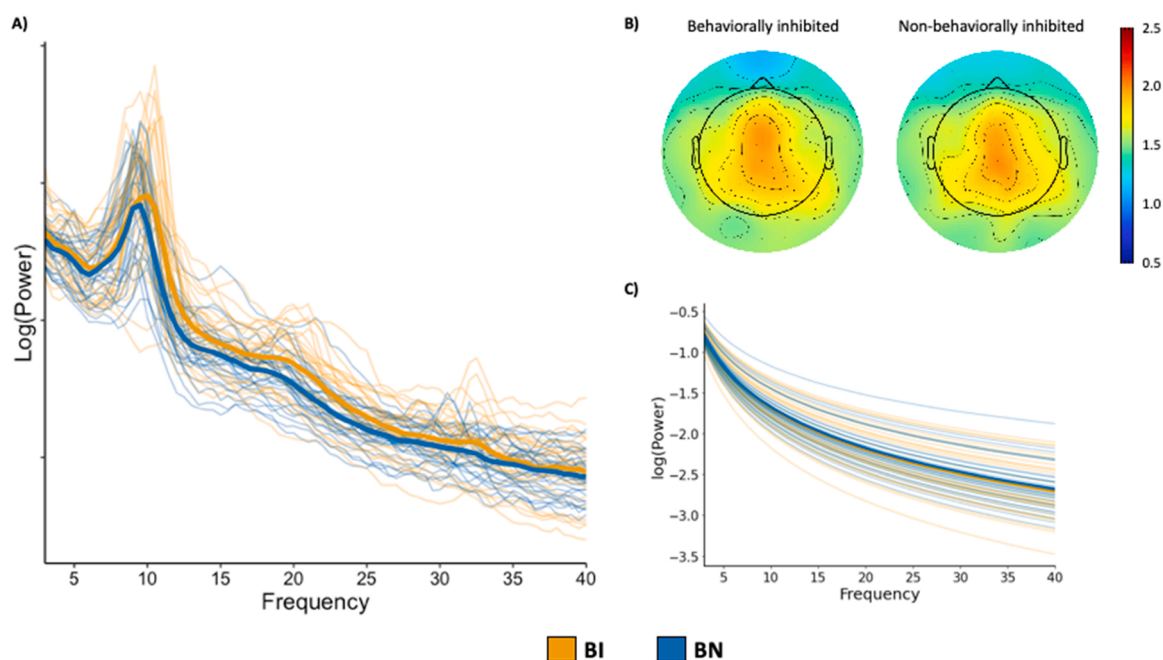 A)
Log(Power)
5 10 15 20 25 30 35 40
Frequency
B)
Behaviorally inhibited
Non-behaviorally inhibited
2.5
2.0
1.5
1.0
0.5
C)
log(Power)
−0.5
−1.0
−1.5
−2.0
−2.5
−3.0
−3.5
5 10 15 20 25 30 35 40
Frequency
BI
BN